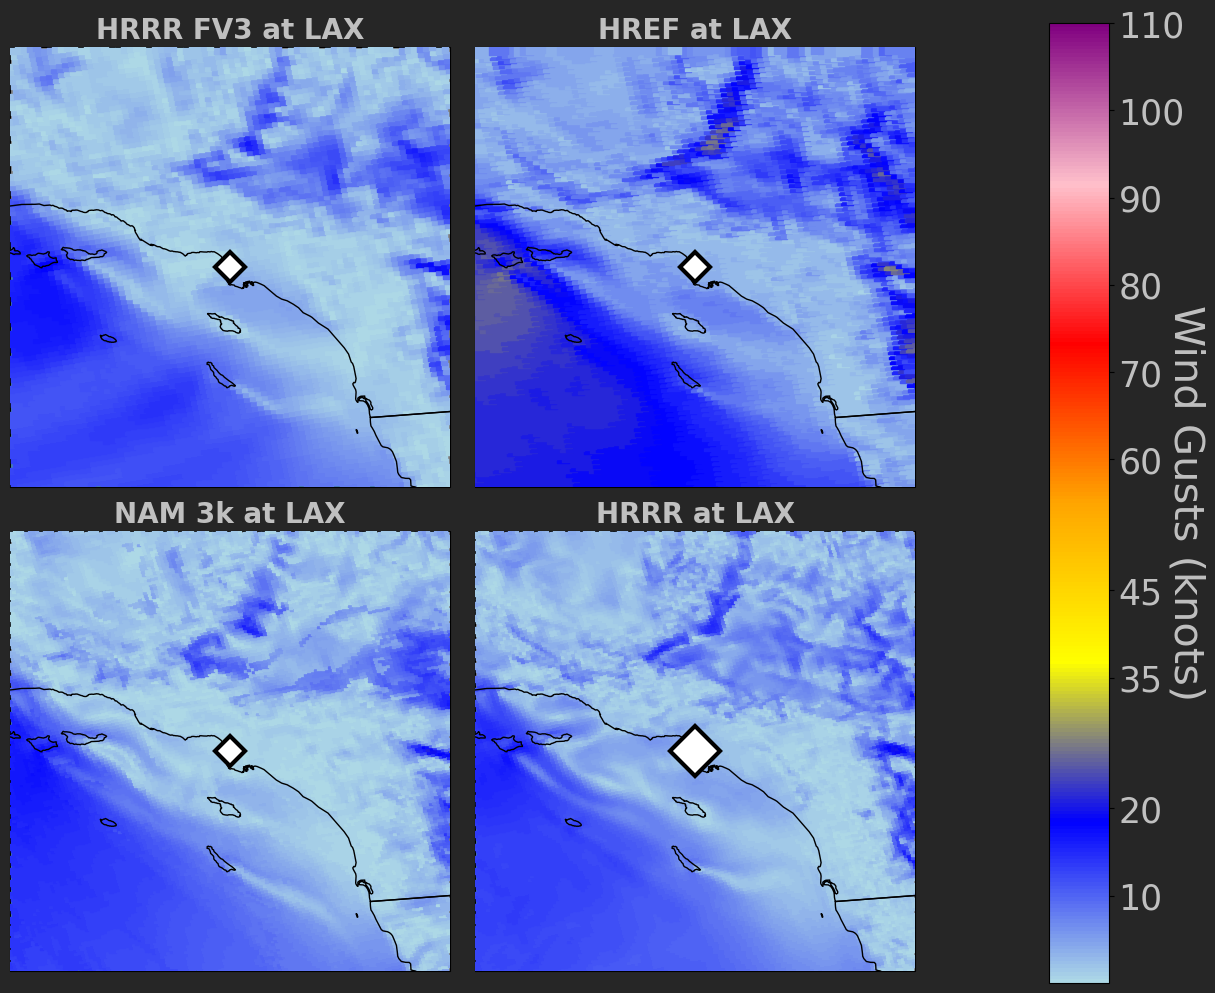 HRRR FV3 at LAX
HREF at LAX
NAM 3k at LAX
HRRR at LAX
110
100
90
80
70
60
45
35
20
10
Wind Gusts (knots)